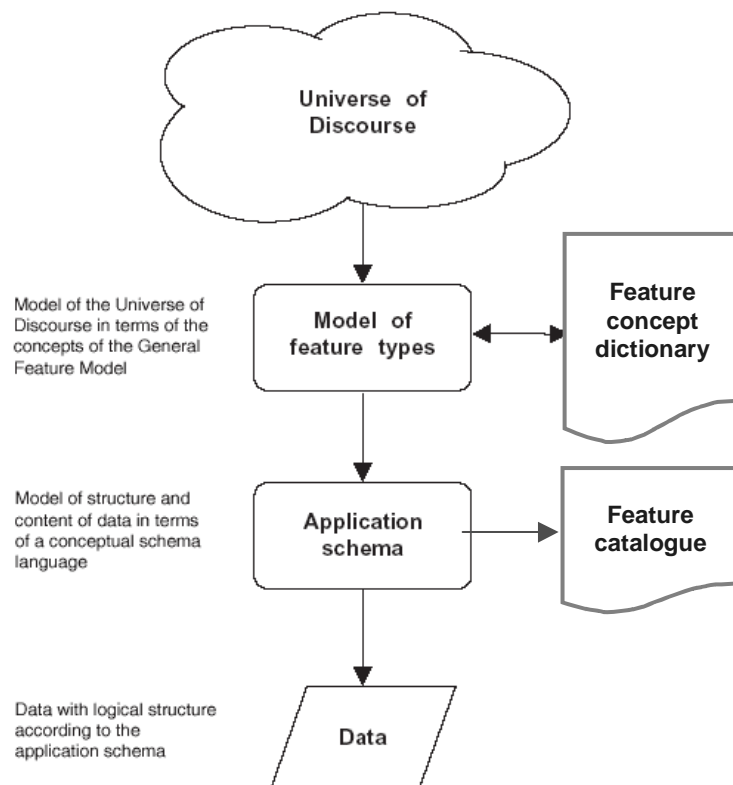 Universe of
Discourse
Model of the Universe of
Discourse in terms of the
concepts of the General
Feature Model
Model of
feature types
Feature
concept
dictionary
Model of structure and
content of data in terms
of a conceptual schema
language
Application
schema
Feature
catalogue
Data with logical structure
according to the
application schema
Data